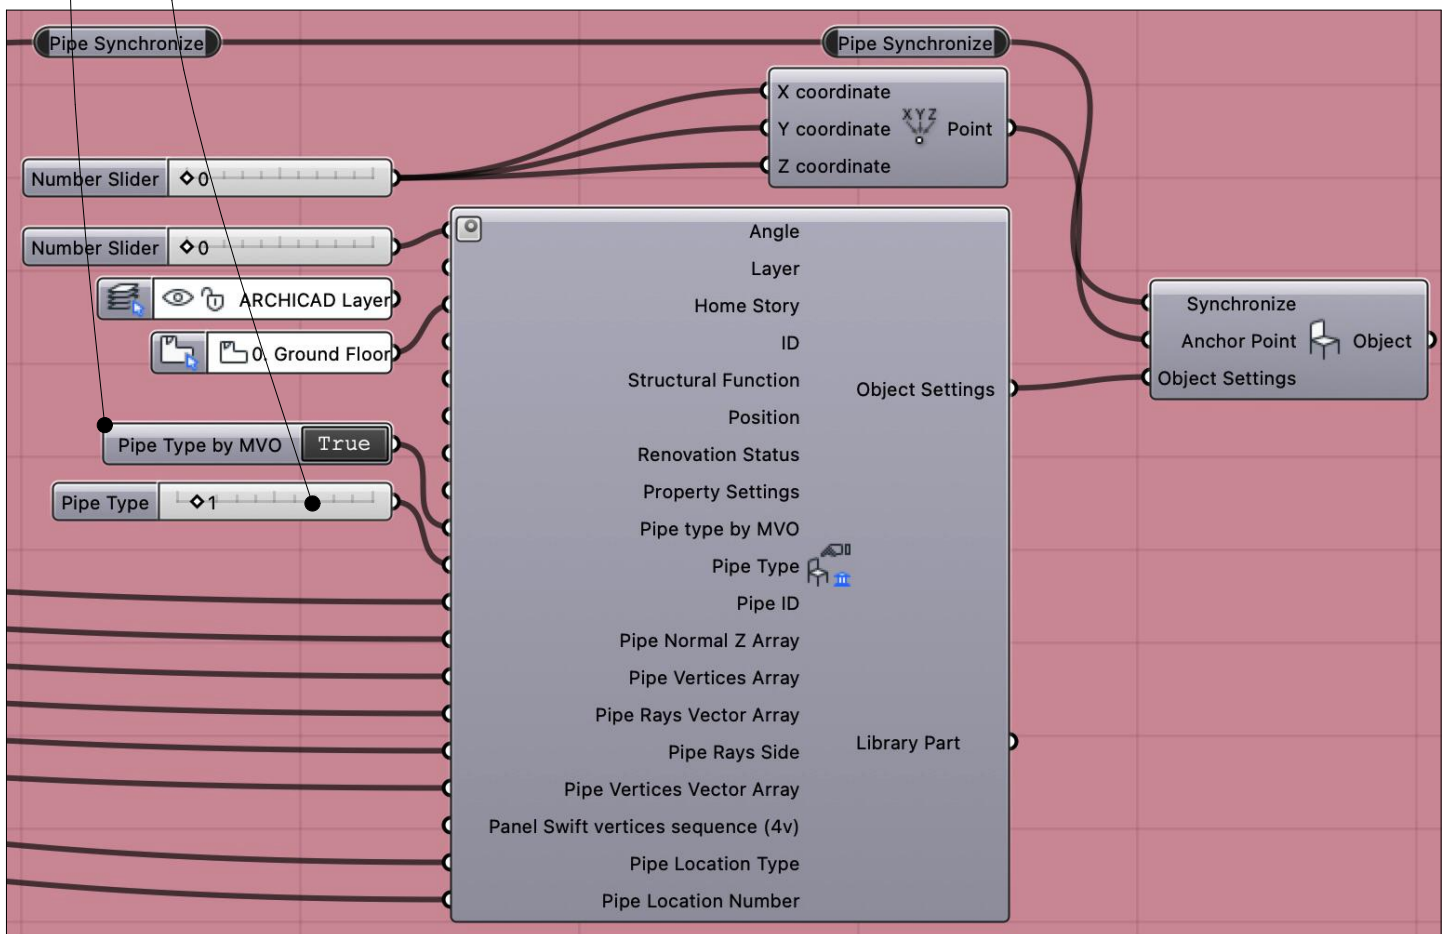 Pipe Synchronize
Pipe Synchronize
X coordinate
Y coordinate
Z coordinate
XYZ
Point
Number Slider
0
Number Slider
0
ARCHICAD Layer
0. Ground Floor
Pipe Type by MVO
True
Pipe Type
1
Angle
Layer
Home Story
ID
Structural Function
Position
Renovation Status
Property Settings
Pipe type by MVO
Pipe Type
Pipe ID
Pipe Normal Z Array
Pipe Vertices Array
Pipe Rays Vector Array
Pipe Rays Side
Pipe Vertices Vector Array
Panel Swift vertices sequence (4v)
Pipe Location Type
Pipe Location Number
Object Settings
Library Part
Synchronize
Anchor Point
Object Settings
Object